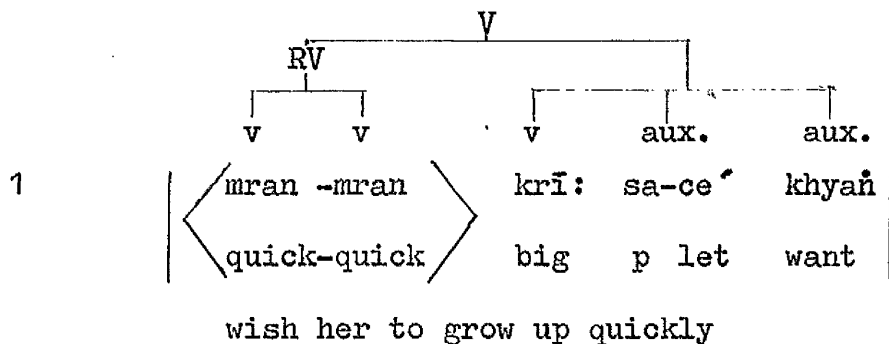 V
RV
v v v aux. aux.
1 mran -mran krī: sa-ce´ khyaṅ
quick-quick big p let want
wish her to grow up quickly